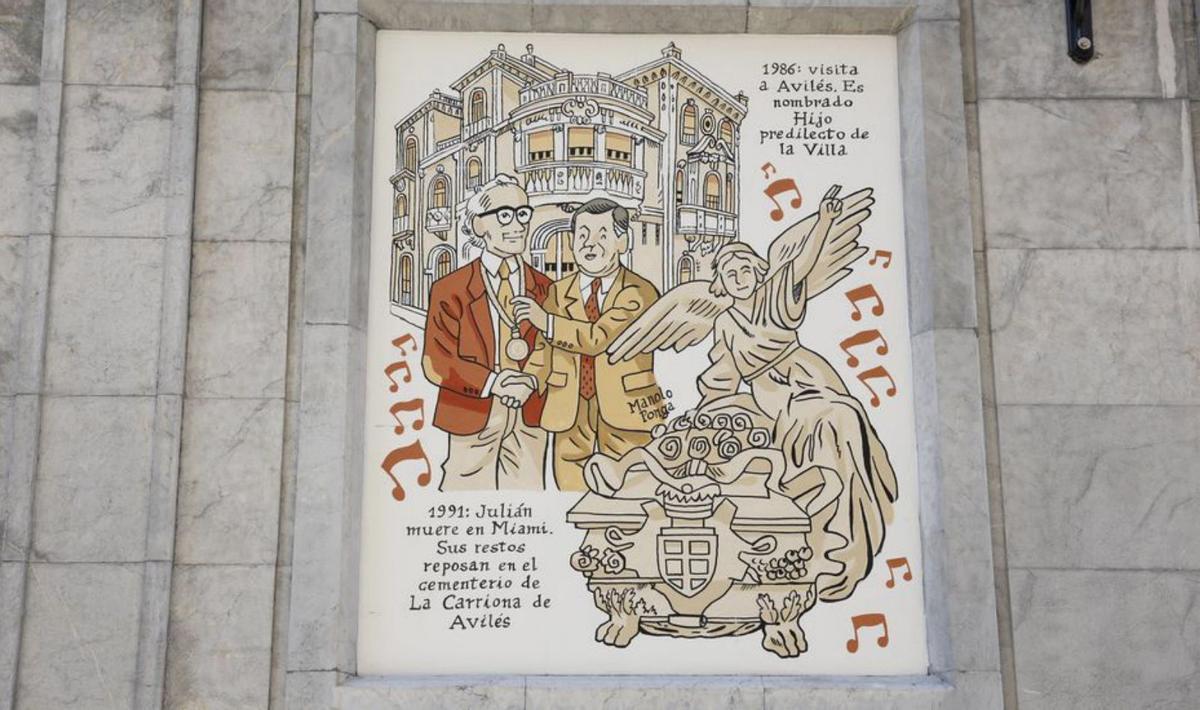 1986: visita
a Avilés. Es
nombrado
Hijo
predilecto de
la Villa
Manolo
Ponga
1991: Julián
muere en Miami.
Sus restos
reposan en el
cementerio de
La Carriona de
Avilés